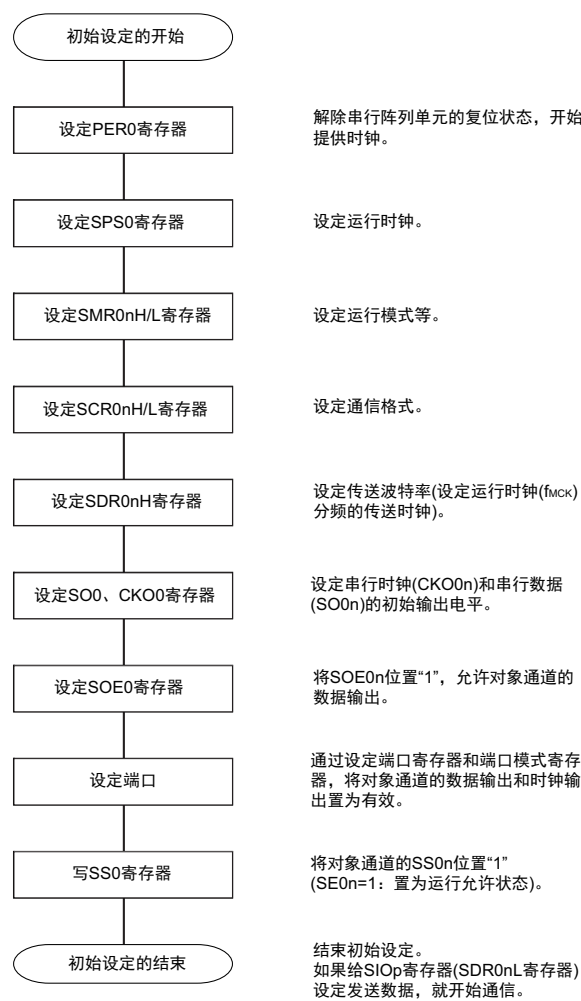 初始设定的开始
设定PER0寄存器
解除串行阵列单元的复位状态，开始
提供时钟。
设定SPS0寄存器
设定运行时钟。
设定SMR0nH/L寄存器
设定运行模式等。
设定SCR0nH/L寄存器
设定通信格式。
设定SDR0nH寄存器
设定传送波特率(设定运行时钟(fMCK)
分频的传送时钟)。
设定SO0、CKO0寄存器
设定串行时钟(CKO0n)和串行数据
(SO0n)的初始输出电平。
设定SOE0寄存器
将SOE0n位置“1”，允许对象通道的
数据输出。
设定端口
通过设定端口寄存器和端口模式寄存
器，将对象通道的数据输出和时钟输
出置为有效。
写SS0寄存器
将对象通道的SS0n位置“1”
(SE0n=1：置为运行允许状态)。
初始设定的结束
结束初始设定。
如果给SIOp寄存器(SDR0nL寄存器)
设定发送数据，就开始通信。